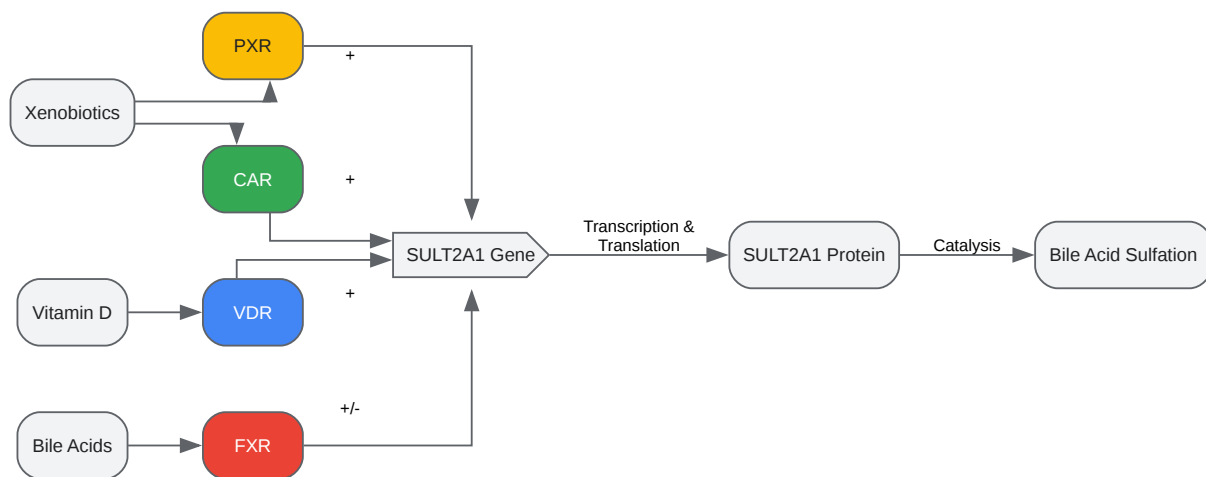 PXR
+
Xenobiotics
CAR
+
Transcription &
Translation
SULT2A1 Gene
SULT2A1 Protein
Catalysis
Bile Acid Sulfation
+
Vitamin D
VDR
+/-
Bile Acids
FXR